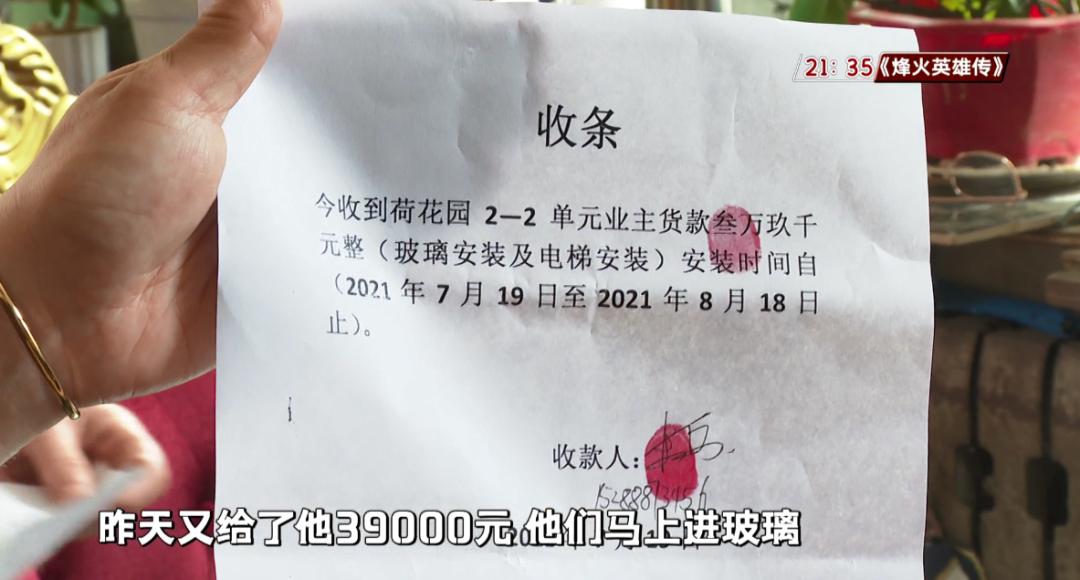 21:35《烽火英雄传》
收条
今收到荷花园 2—2 单元业主货款叁万玖千
元整（玻璃安装及电梯安装）安装时间自
（2021 年 7 月 19 日至 2021 年 8 月 18 日
止）。
收款人：
昨天又给了他39000元 他们马上进玻璃